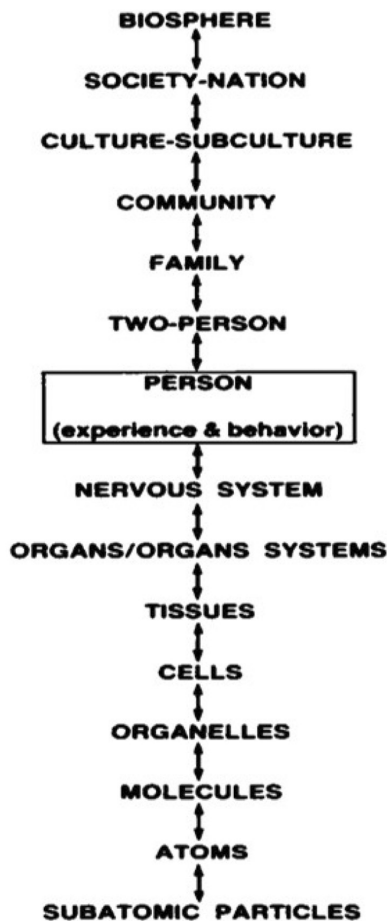 BIOSPHERE
SOCIETY-NATION
CULTURE-SUBCULTURE
COMMUNITY
FAMILY
TWO-PERSON
PERSON
(experience & behavior)
NERVOUS SYSTEM
ORGANS/ORGANS SYSTEMS
TISSUES
CELLS
ORGANELLES
MOLECULES
ATOMS
SUBATOMIC PARTICLES